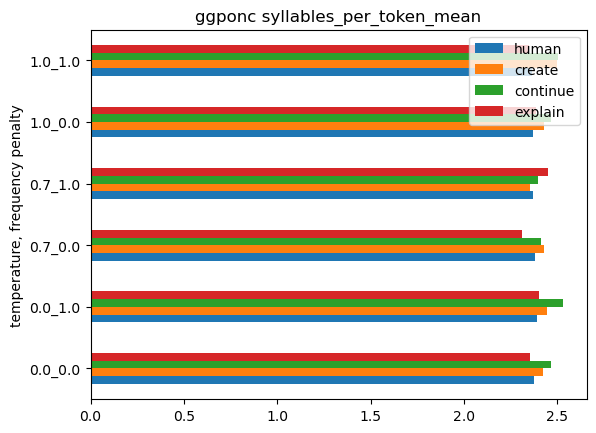 ggponc syllables_per_token_mean
human
create
continue
explain
temperature, frequency penalty
1.0_1.0
1.0_0.0
0.7_1.0
0.7_0.0
0.0_1.0
0.0_0.0
0.0 0.5 1.0 1.5 2.0 2.5